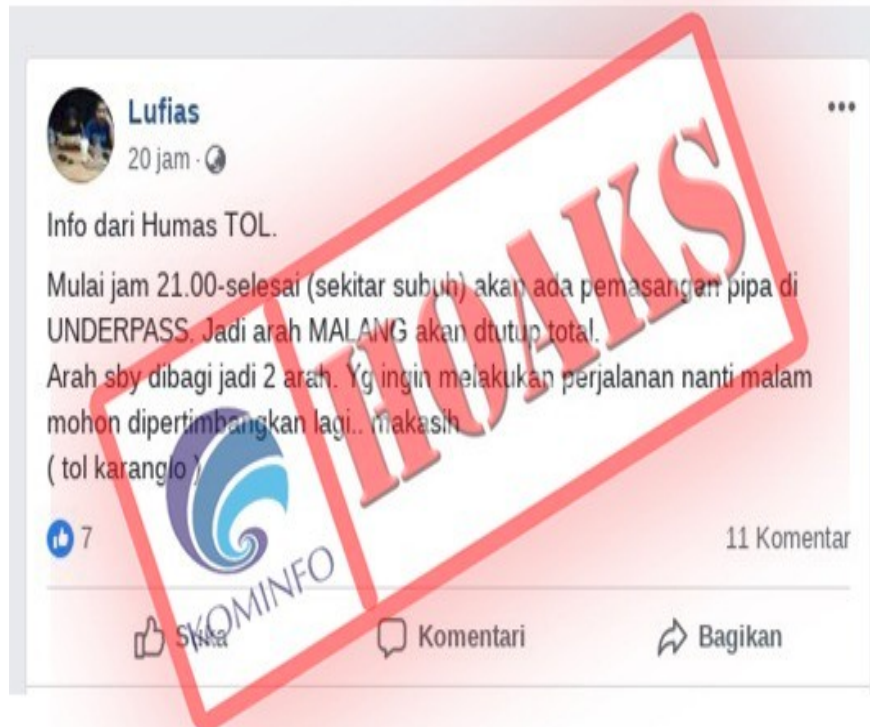 Lufias
20 jam
Info dari Humas TOL.
Mulai jam 21.00-selesai (sekitar subuh) akan ada pemasangan pipa di
UNDERPASS. Jadi arah MALANG akan dtutup total.
Arah sby dibagi jadi 2 arah. Yg ingin melakukan perjalanan nanti malam
mohon dipertimbangkan lagi.. makasih
( tol karanglo )
HOAKS
KOMINFO
7
11 Komentar
Suka
Komentari
Bagikan